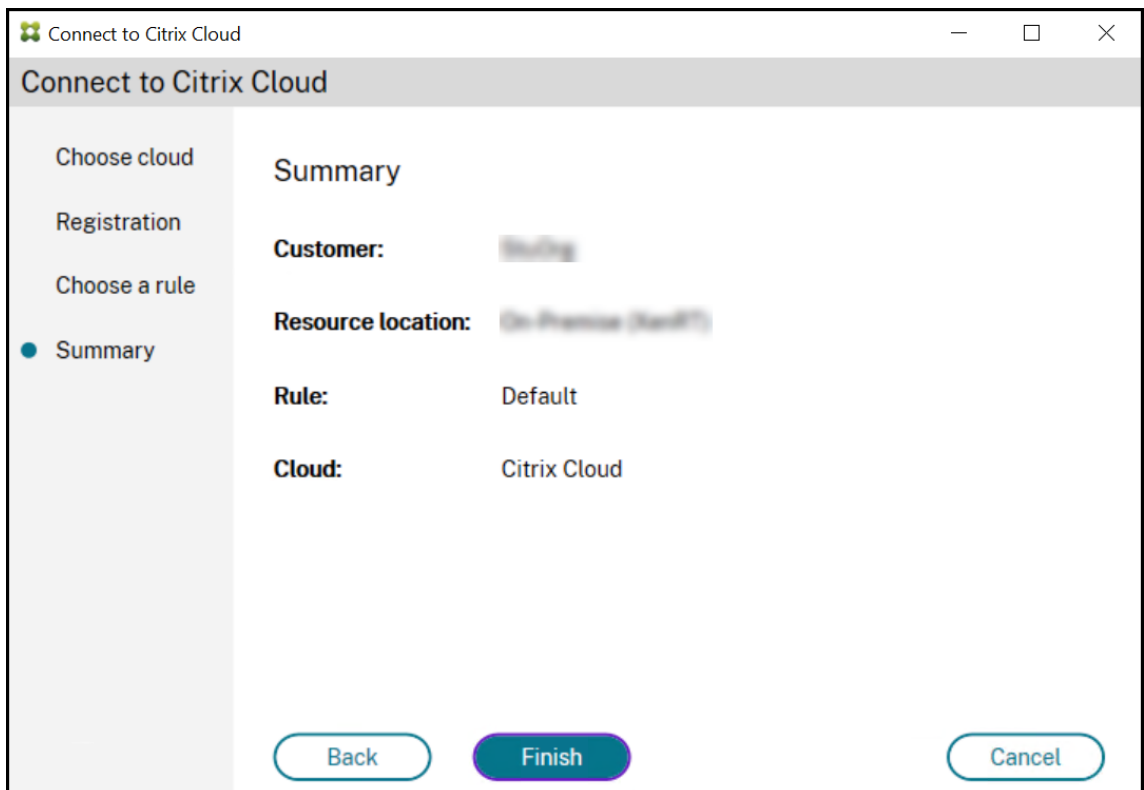 Connect to Citrix Cloud
Connect to Citrix Cloud
Choose cloud
Registration
Choose a rule
Summary
Summary
Customer:
Resource location:
Rule: Default
Cloud: Citrix Cloud
Back Finish Cancel